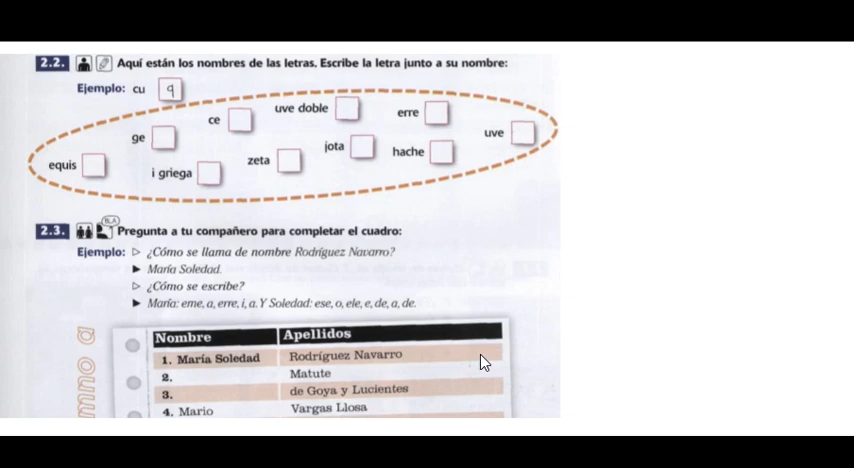 2.2. Aquí están los nombres de las letras. Escribe la letra junto a su nombre:
Ejemplo: cu q
ce
uve doble
erre
uve
ge
jota
hache
equis
i griega
zeta
2.3. Pregunta a tu compañero para completar el cuadro:
Ejemplo: ▷ ¿Cómo se llama de nombre Rodríguez Navarro?
▶ María Soledad.
▷ ¿Cómo se escribe?
▶ María: eme, a, erre, i, a. Y Soledad: ese, o, ele, e, de, a, de.
Nombre Apellidos
1. María Soledad Rodríguez Navarro
2. Matute
3. de Goya y Lucientes
4. Mario Vargas Llosa
mno a